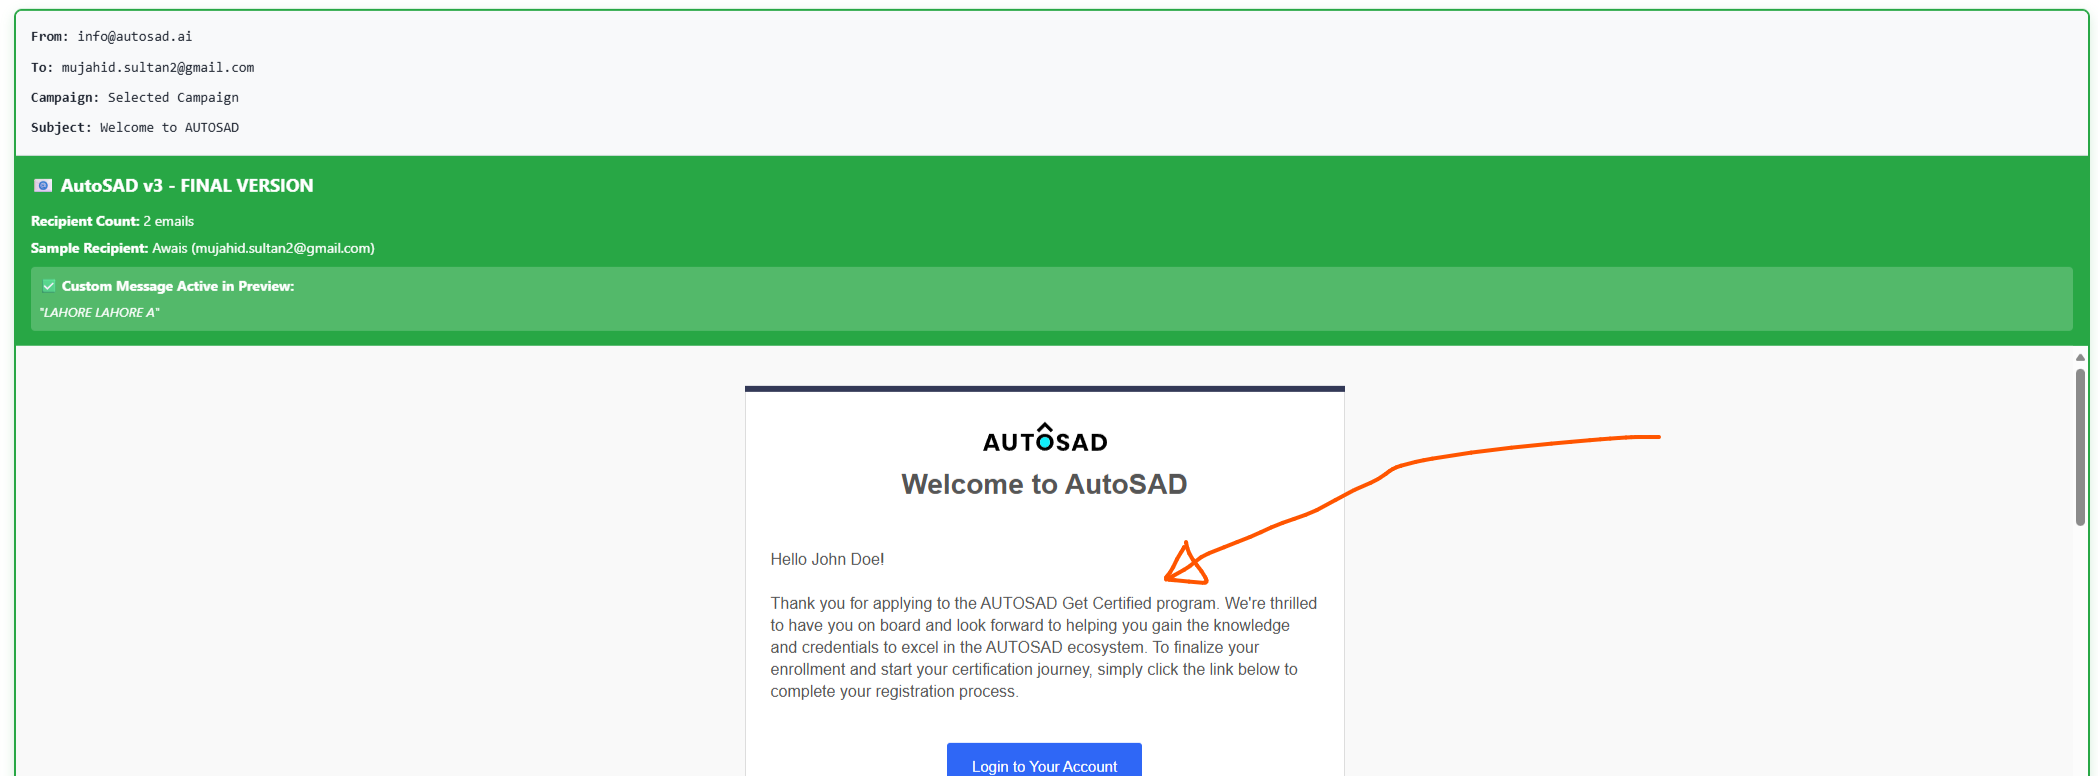 From: info@autosad.ai
To: mujahid.sultan2@gmail.com
Campaign: Selected Campaign
Subject: Welcome to AUTOSAD
AutoSAD v3 - FINAL VERSION
Recipient Count: 2 emails
Sample Recipient: Awais (mujahid.sultan2@gmail.com)
Custom Message Active in Preview:
"LAHORE LAHORE A"
AUTOSAD
Welcome to AutoSAD
Hello John Doe!
Thank you for applying to the AUTOSAD Get Certified program. We're thrilled
to have you on board and look forward to helping you gain the knowledge
and credentials to excel in the AUTOSAD ecosystem. To finalize your
enrollment and start your certification journey, simply click the link below to
complete your registration process.
Login to Your Account